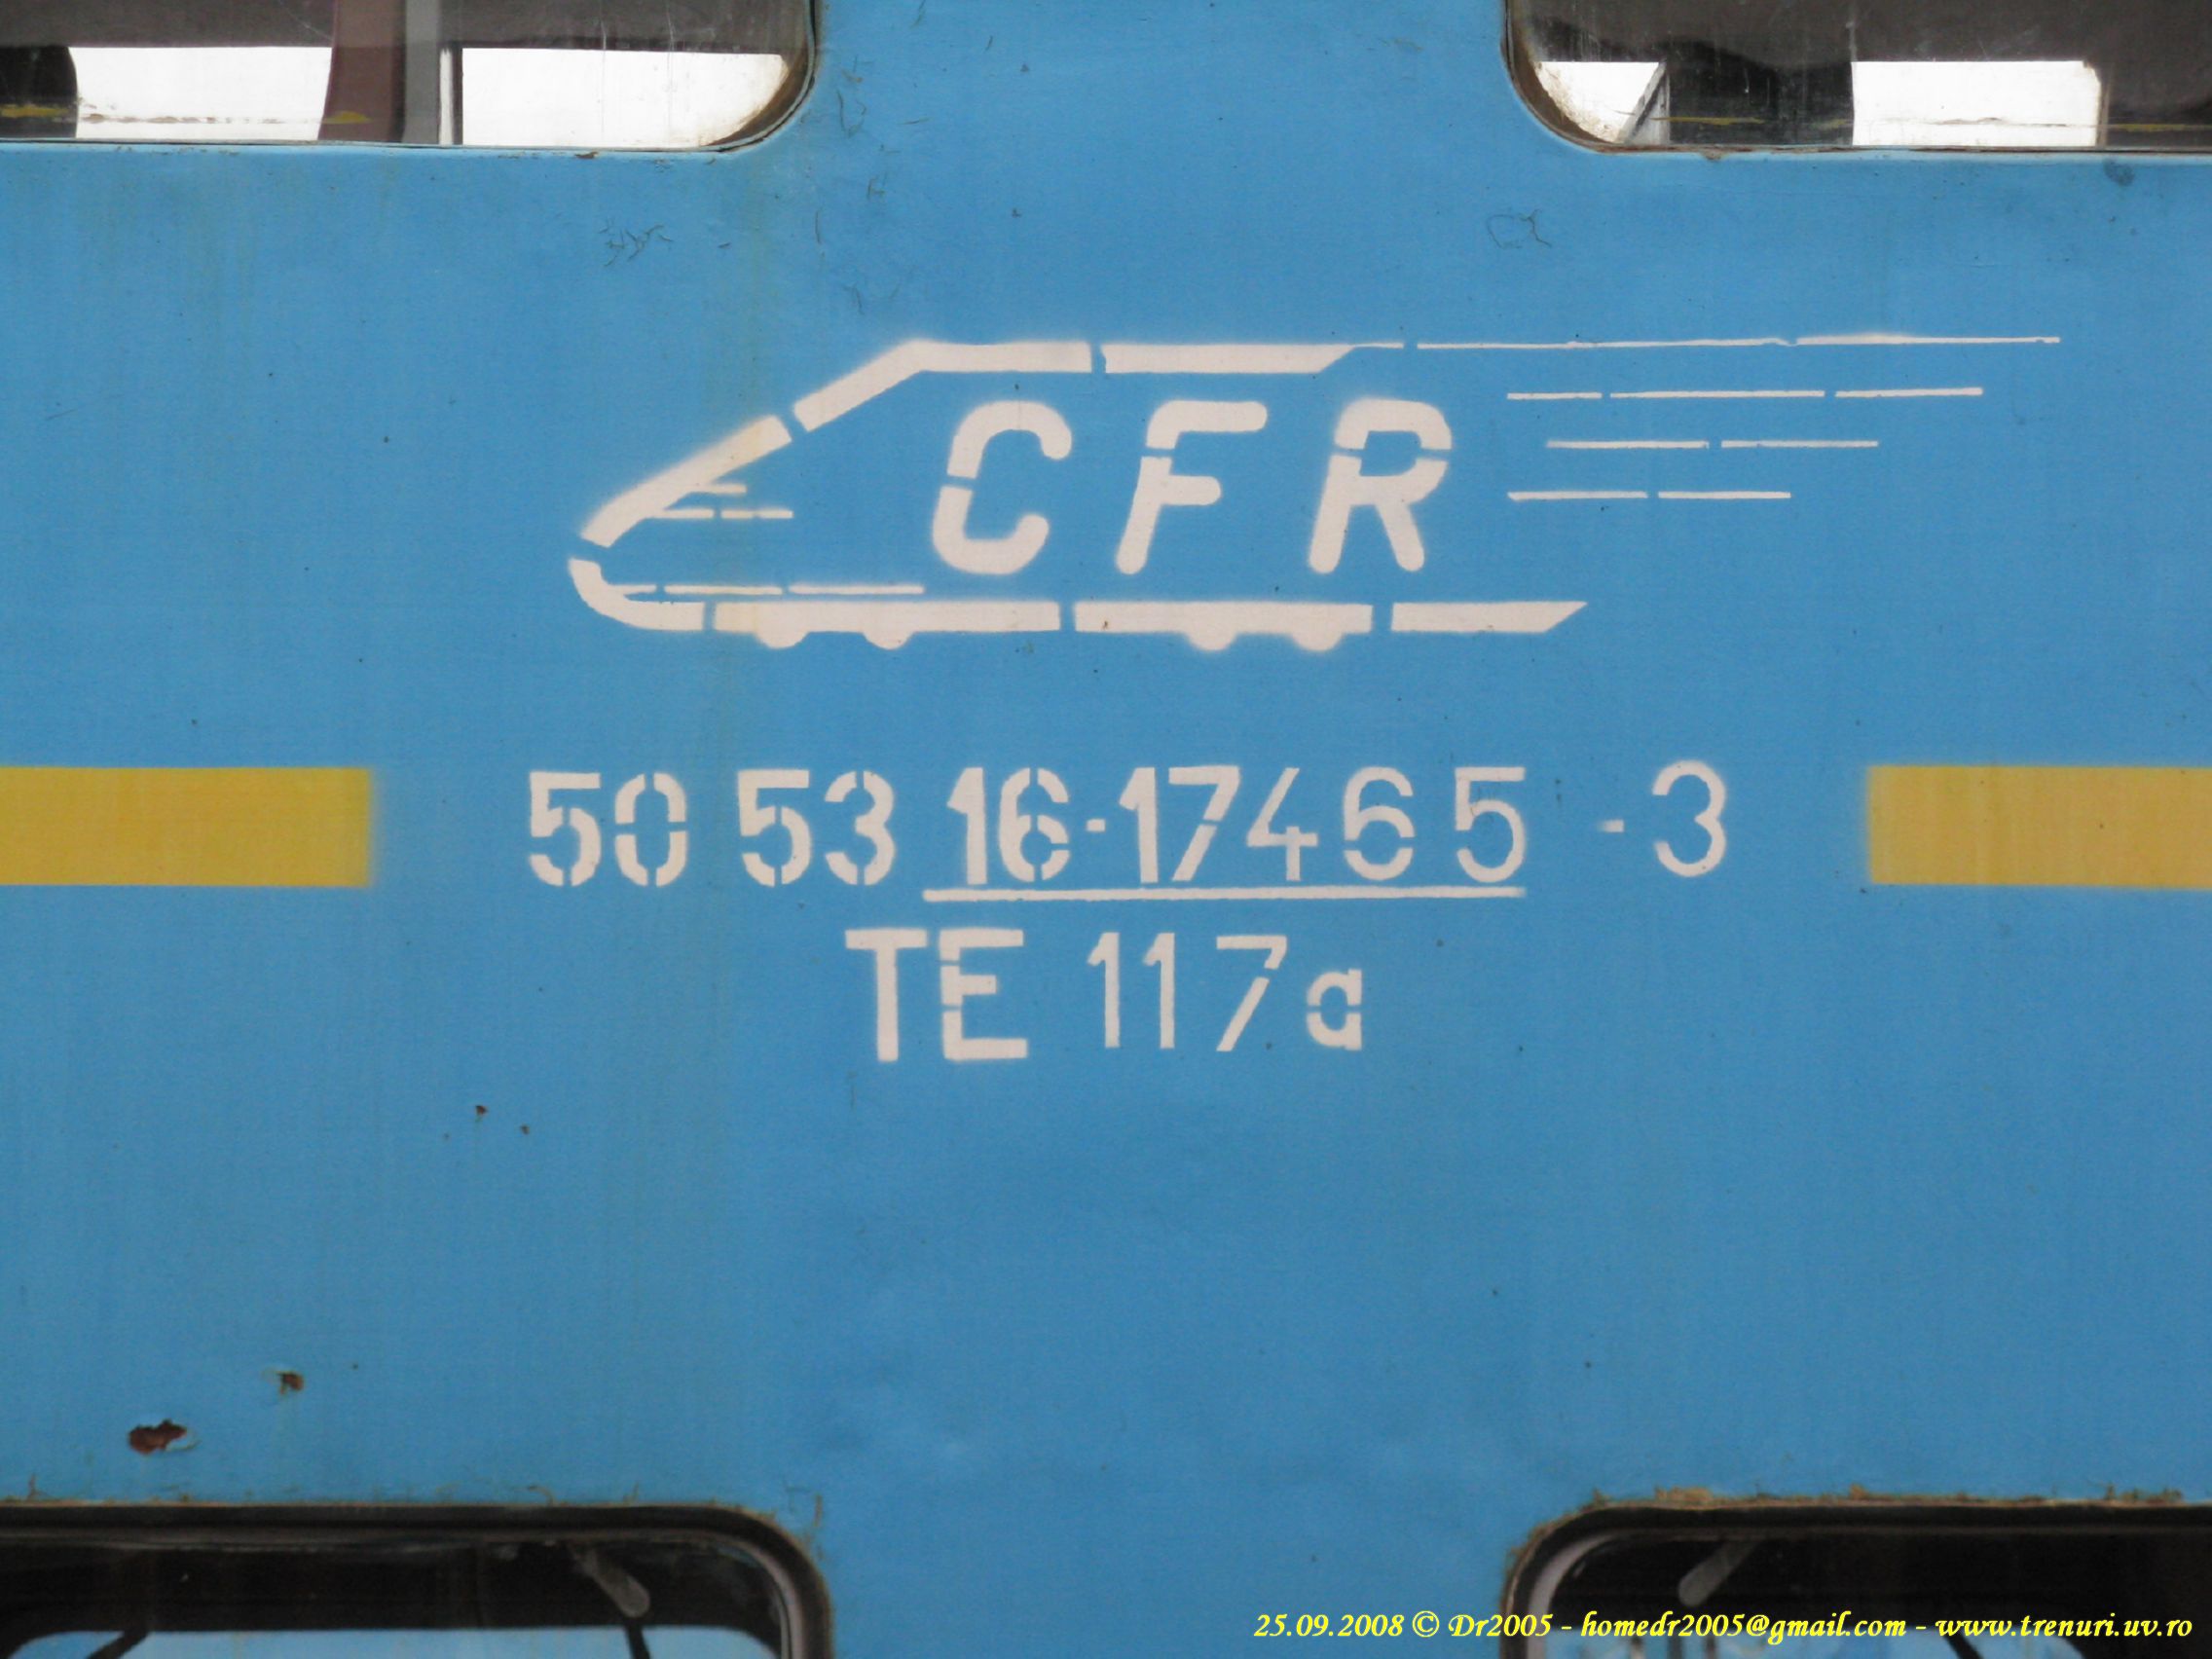 CFR
50 53 16-17465 -3
TE 117a
25.09.2008 © Dr2005 - homedr2005@gmail.com - www.trenuri.uv.ro